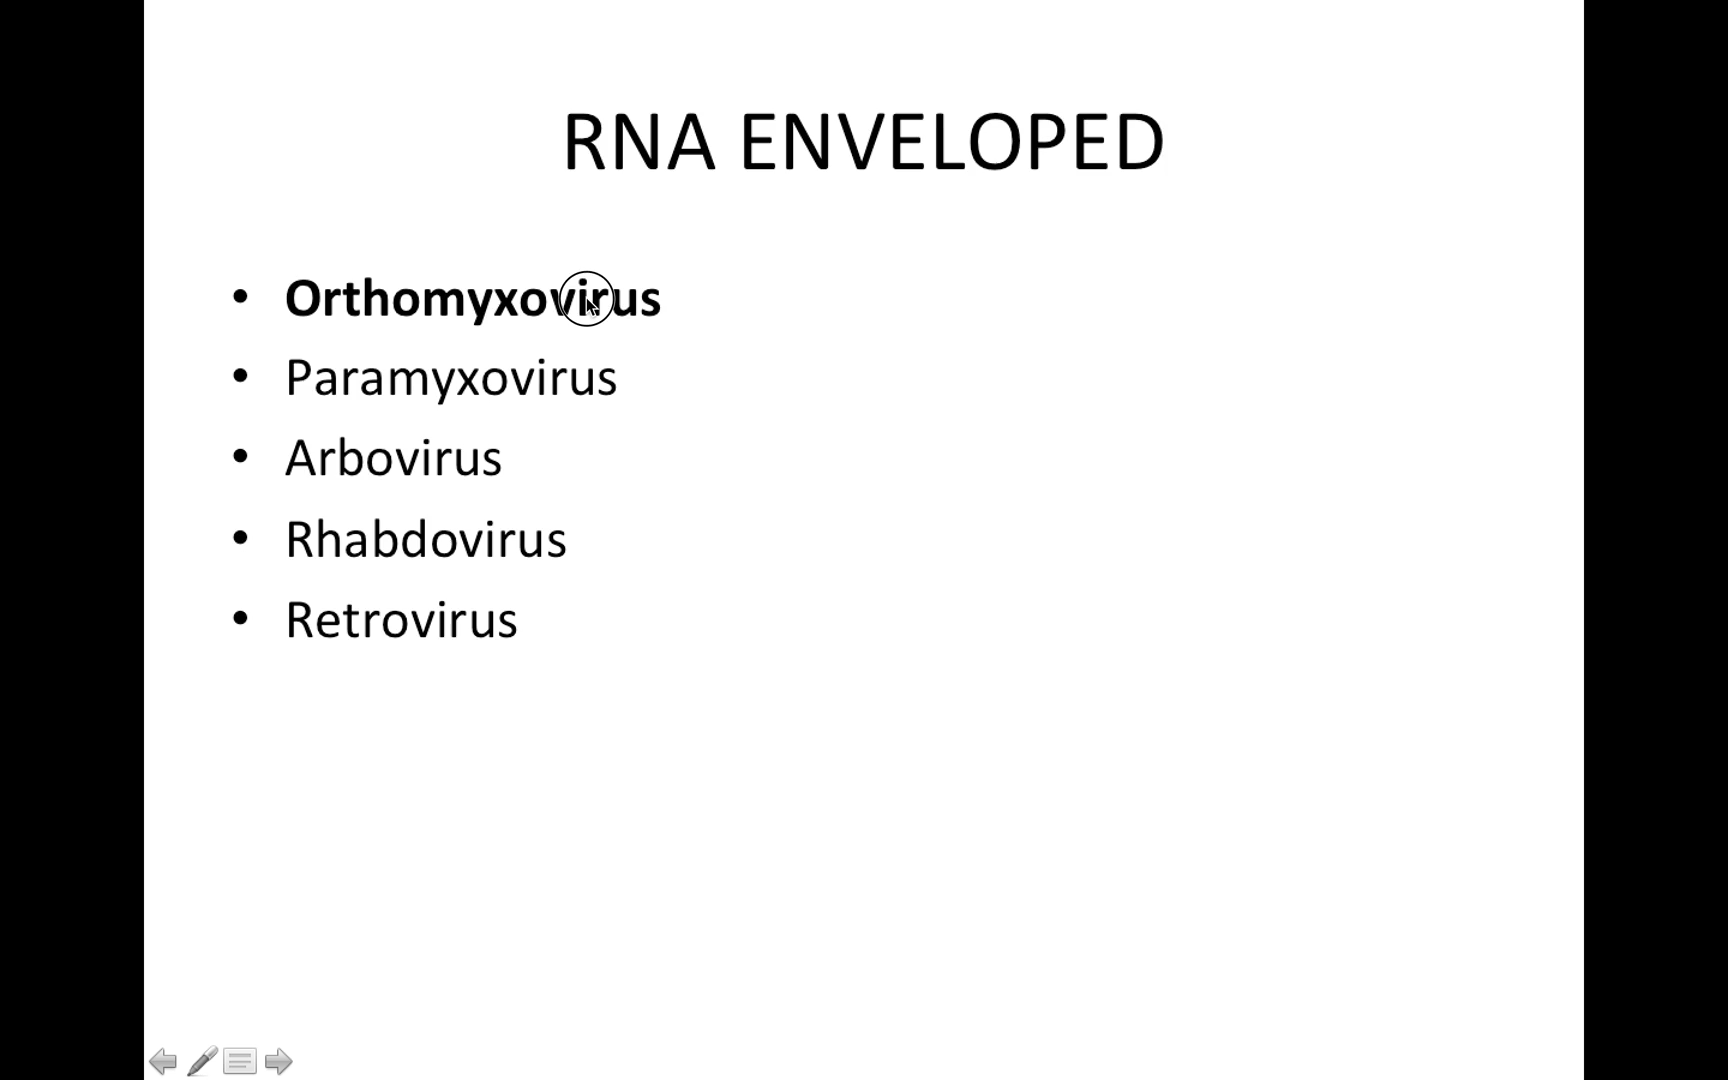 RNA ENVELOPED
• Orthomyxovirus
• Paramyxovirus
• Arbovirus
• Rhabdovirus
• Retrovirus